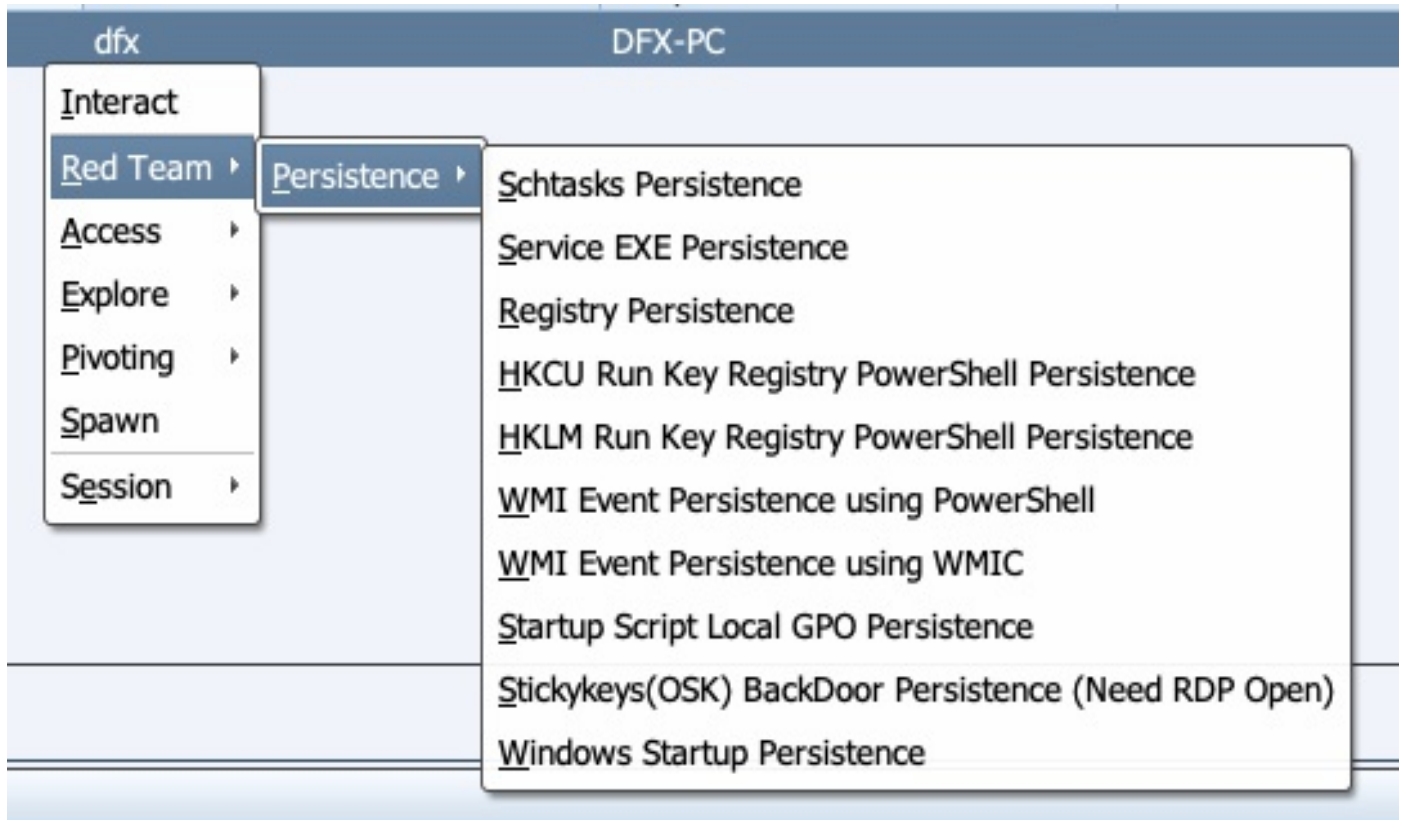 dfx DFX-PC
Interact
Red Team
Access
Explore
Pivoting
Spawn
Session
Persistence
Schtasks Persistence
Service EXE Persistence
Registry Persistence
HKCU Run Key Registry PowerShell Persistence
HKLM Run Key Registry PowerShell Persistence
WMI Event Persistence using PowerShell
WMI Event Persistence using WMIC
Startup Script Local GPO Persistence
Stickykeys(OSK) BackDoor Persistence (Need RDP Open)
Windows Startup Persistence